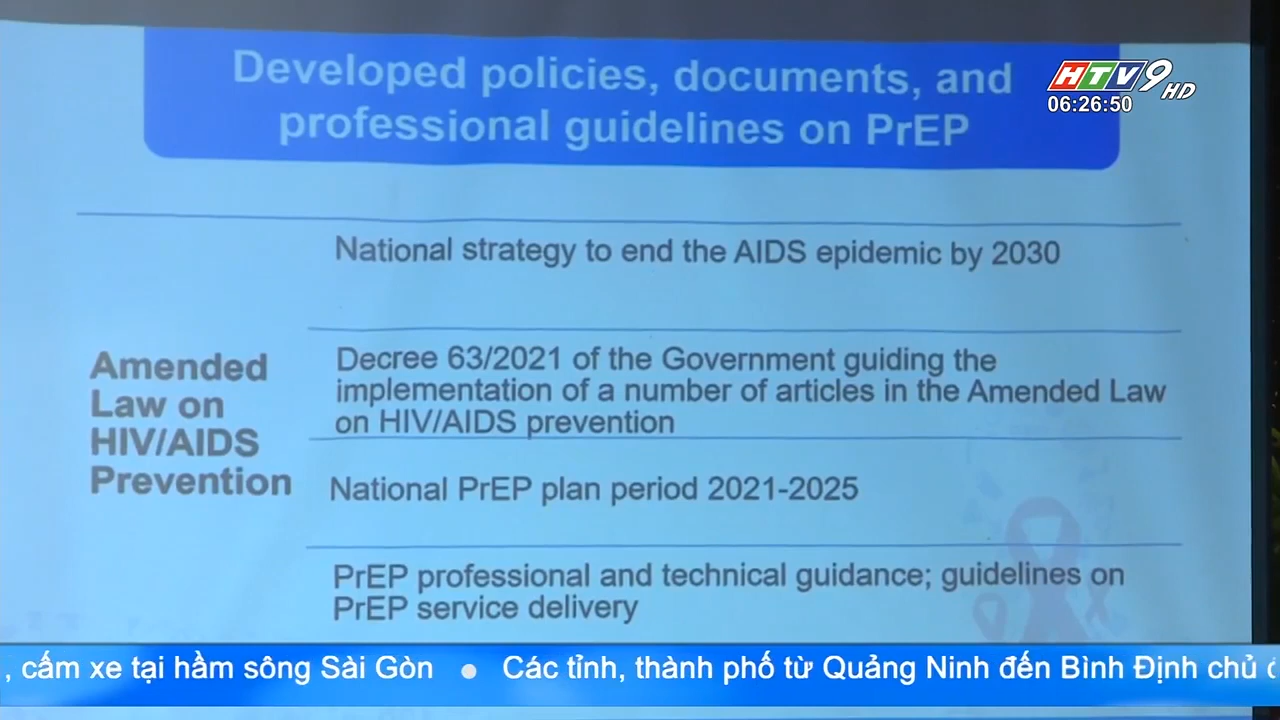 Developed policies, documents, and
professional guidelines on PrEP
HTV9 HD
06:26:50
National strategy to end the AIDS epidemic by 2030
Amended
Law on
HIV/AIDS
Prevention
Decree 63/2021 of the Government guiding the
implementation of a number of articles in the Amended Law
on HIV/AIDS prevention
National PrEP plan period 2021-2025
PrEP professional and technical guidance; guidelines on
PrEP service delivery
, cấm xe tại hầm sông Sài Gòn • Các tỉnh, thành phố từ Quảng Ninh đến Bình Định chủ